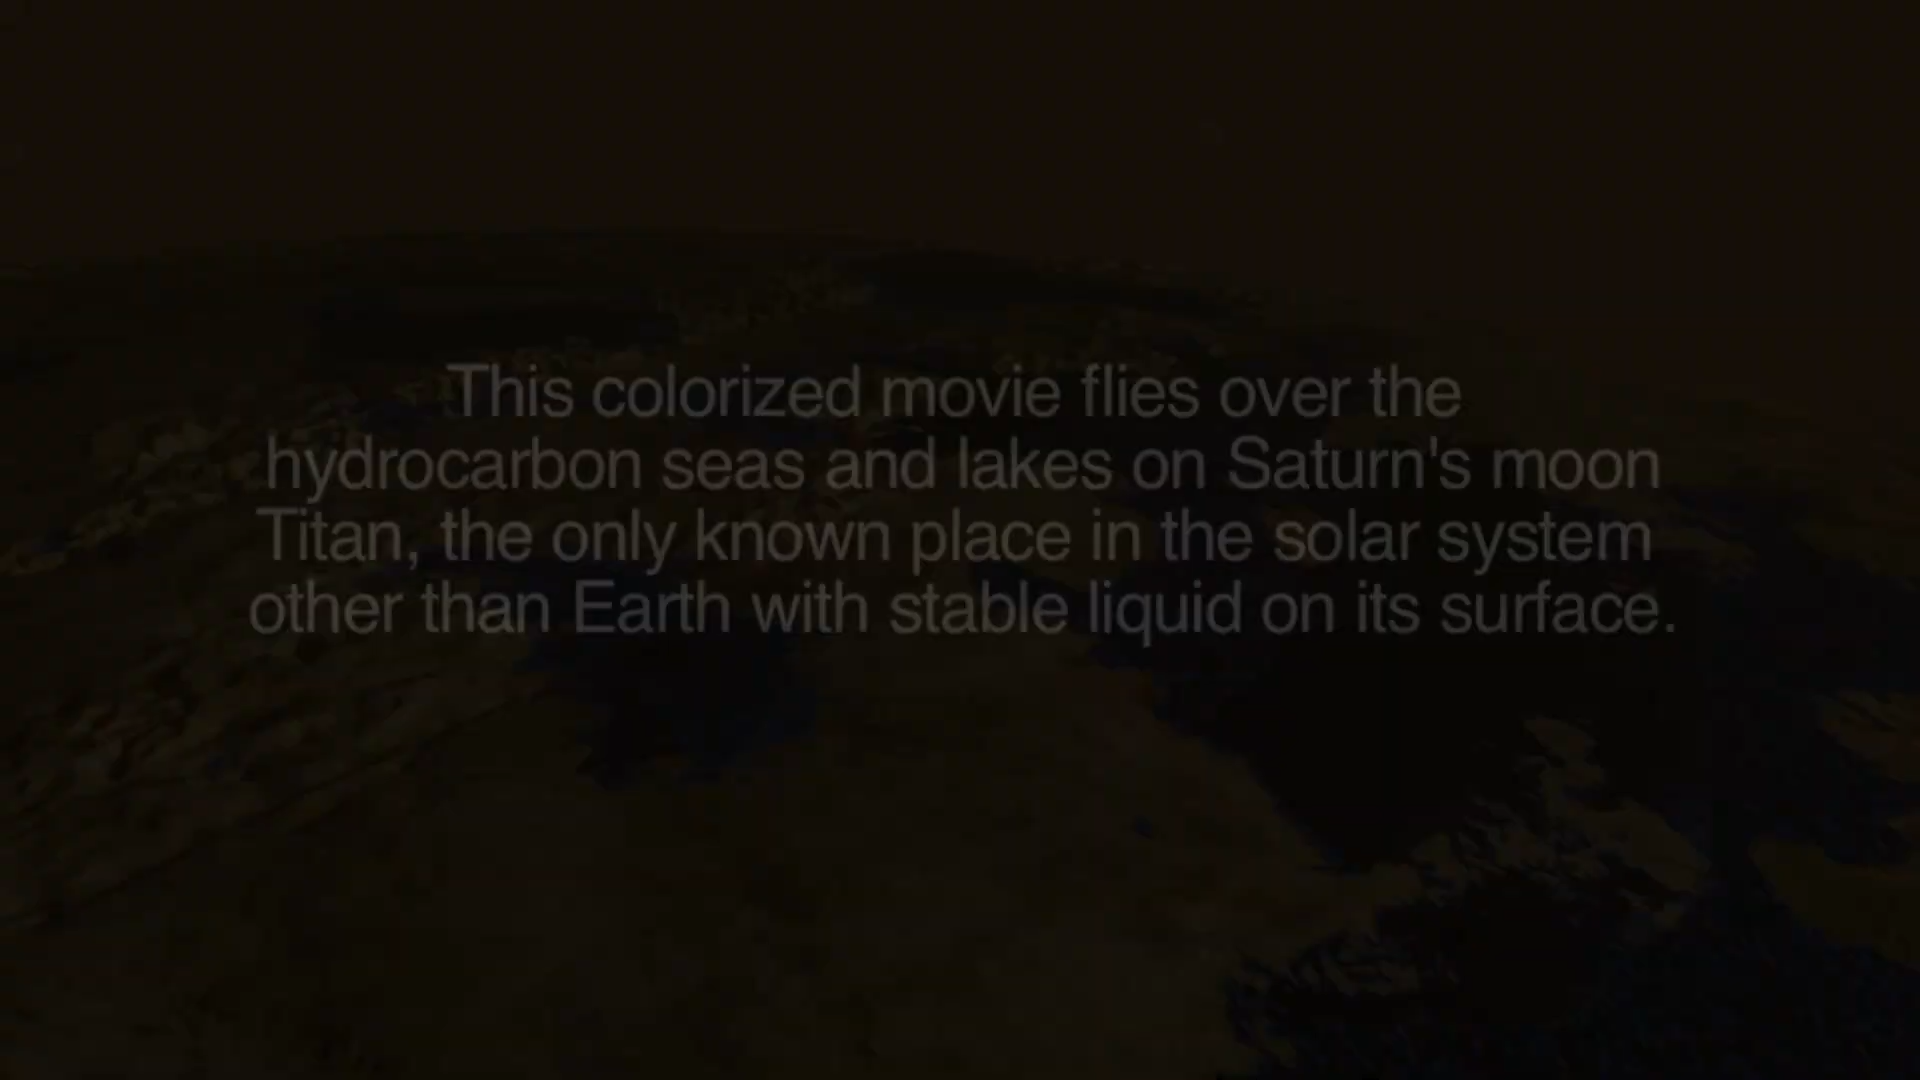 This colorized movie flies over the
hydrocarbon seas and lakes on Saturn's moon
Titan, the only known place in the solar system
other than Earth with stable liquid on its surface.